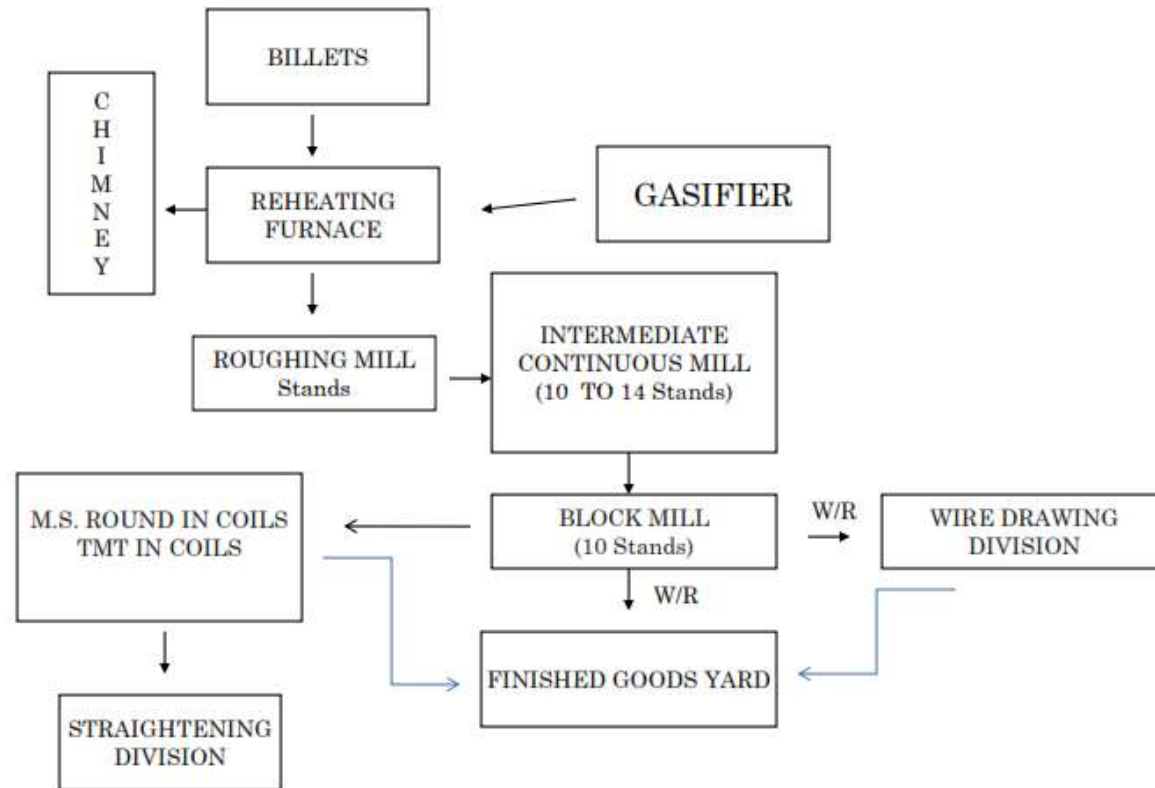 BILLETS
C
H
I
M
N
E
Y
REHEATING
FURNACE
GASIFIER
ROUGHING MILL
Stands
INTERMEDIATE
CONTINUOUS MILL
(10 TO 14 Stands)
M.S. ROUND IN COILS
TMT IN COILS
BLOCK MILL
(10 Stands)
W/R
WIRE DRAWING
DIVISION
W/R
FINISHED GOODS YARD
STRAIGHTENING
DIVISION